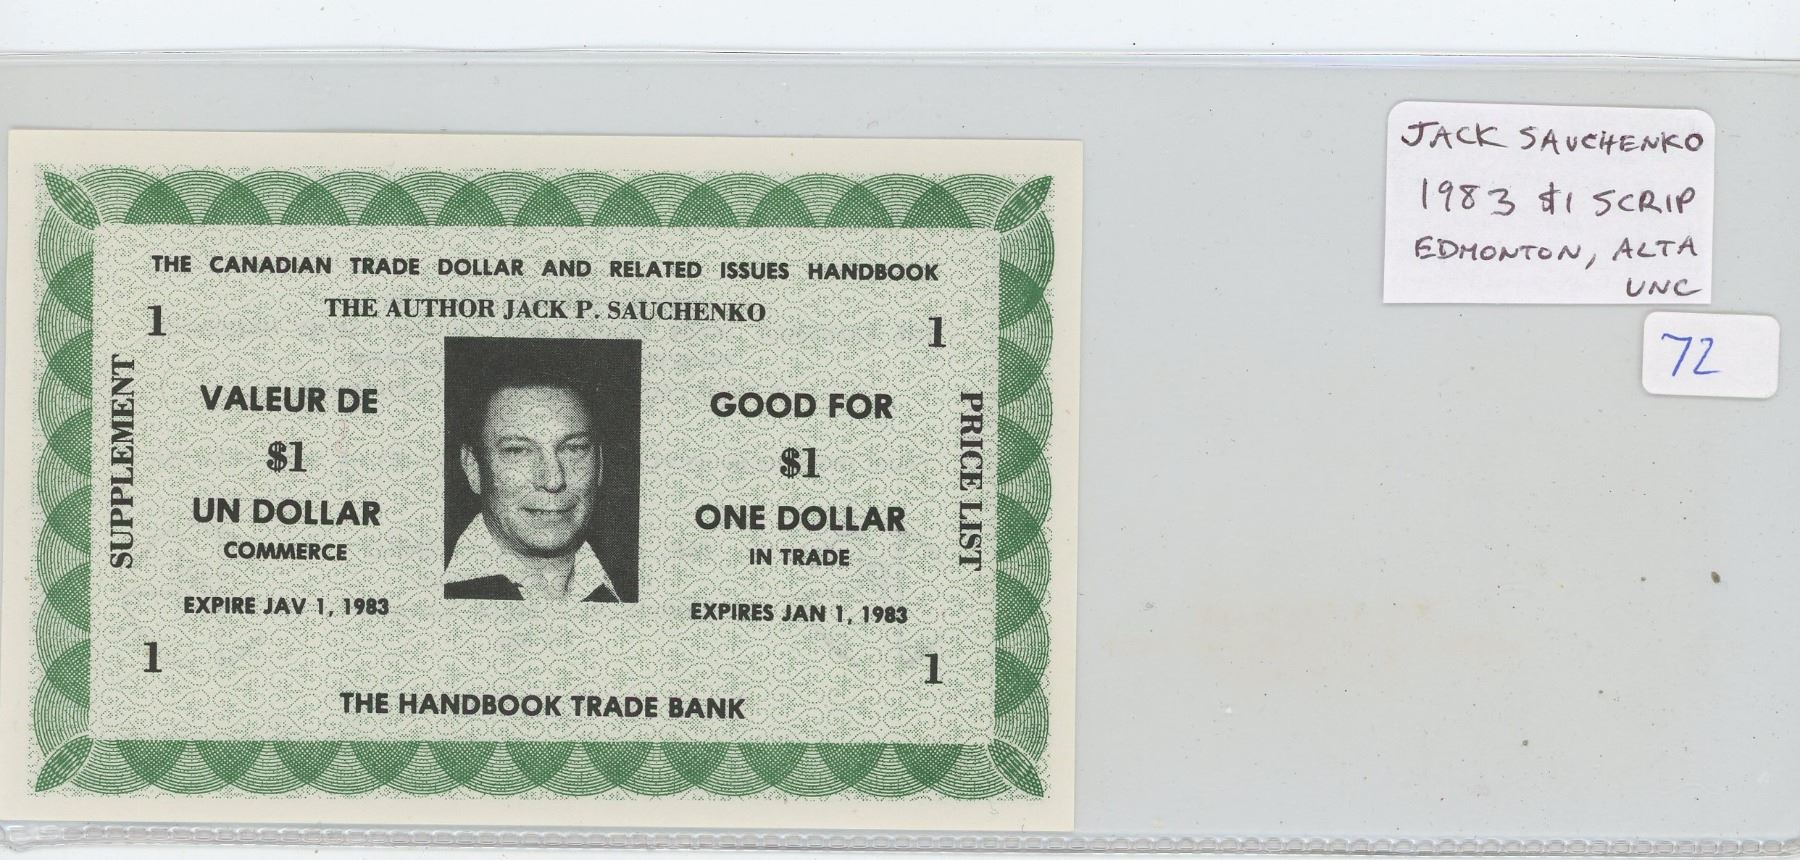 THE CANADIAN TRADE DOLLAR AND RELATED ISSUES HANDBOOK
THE AUTHOR JACK P. SAUCHENKO
1
1
SUPPLEMENT
VALEUR DE
$1
UN DOLLAR
COMMERCE
EXPIRE JAV 1, 1983
GOOD FOR
$1
ONE DOLLAR
IN TRADE
EXPIRES JAN 1, 1983
PRICE LIST
1
1
THE HANDBOOK TRADE BANK
JACK SAUCHENKO
1983 $1 SCRIP
EDMONTON, ALTA
UNC
72